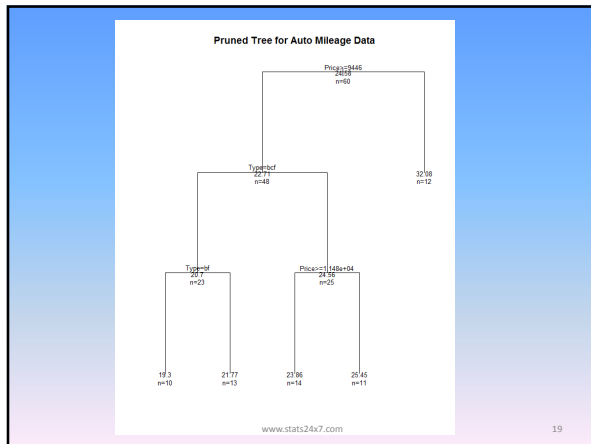 Pruned Tree for Auto Mileage Data
Price>=9446
24.58
n=60
Type=bcf
22.71
n=48
32.08
n=12
Type=bf
20.7
n=23
Price>=1.148e+04
24.56
n=25
19.3
n=10
21.77
n=13
23.86
n=14
25.45
n=11
www.stats24x7.com
19